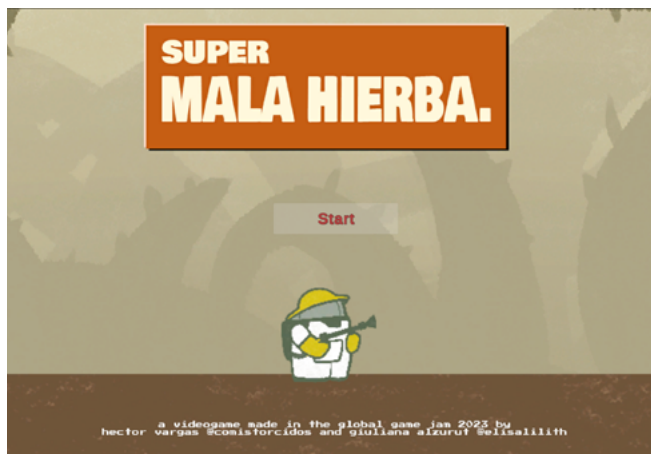 SUPER
MALA HIERBA.
Start
a videogame made in the global game jam 2023 by
hector vargas @comistorcidos and giuliana alzurut @elisalilith